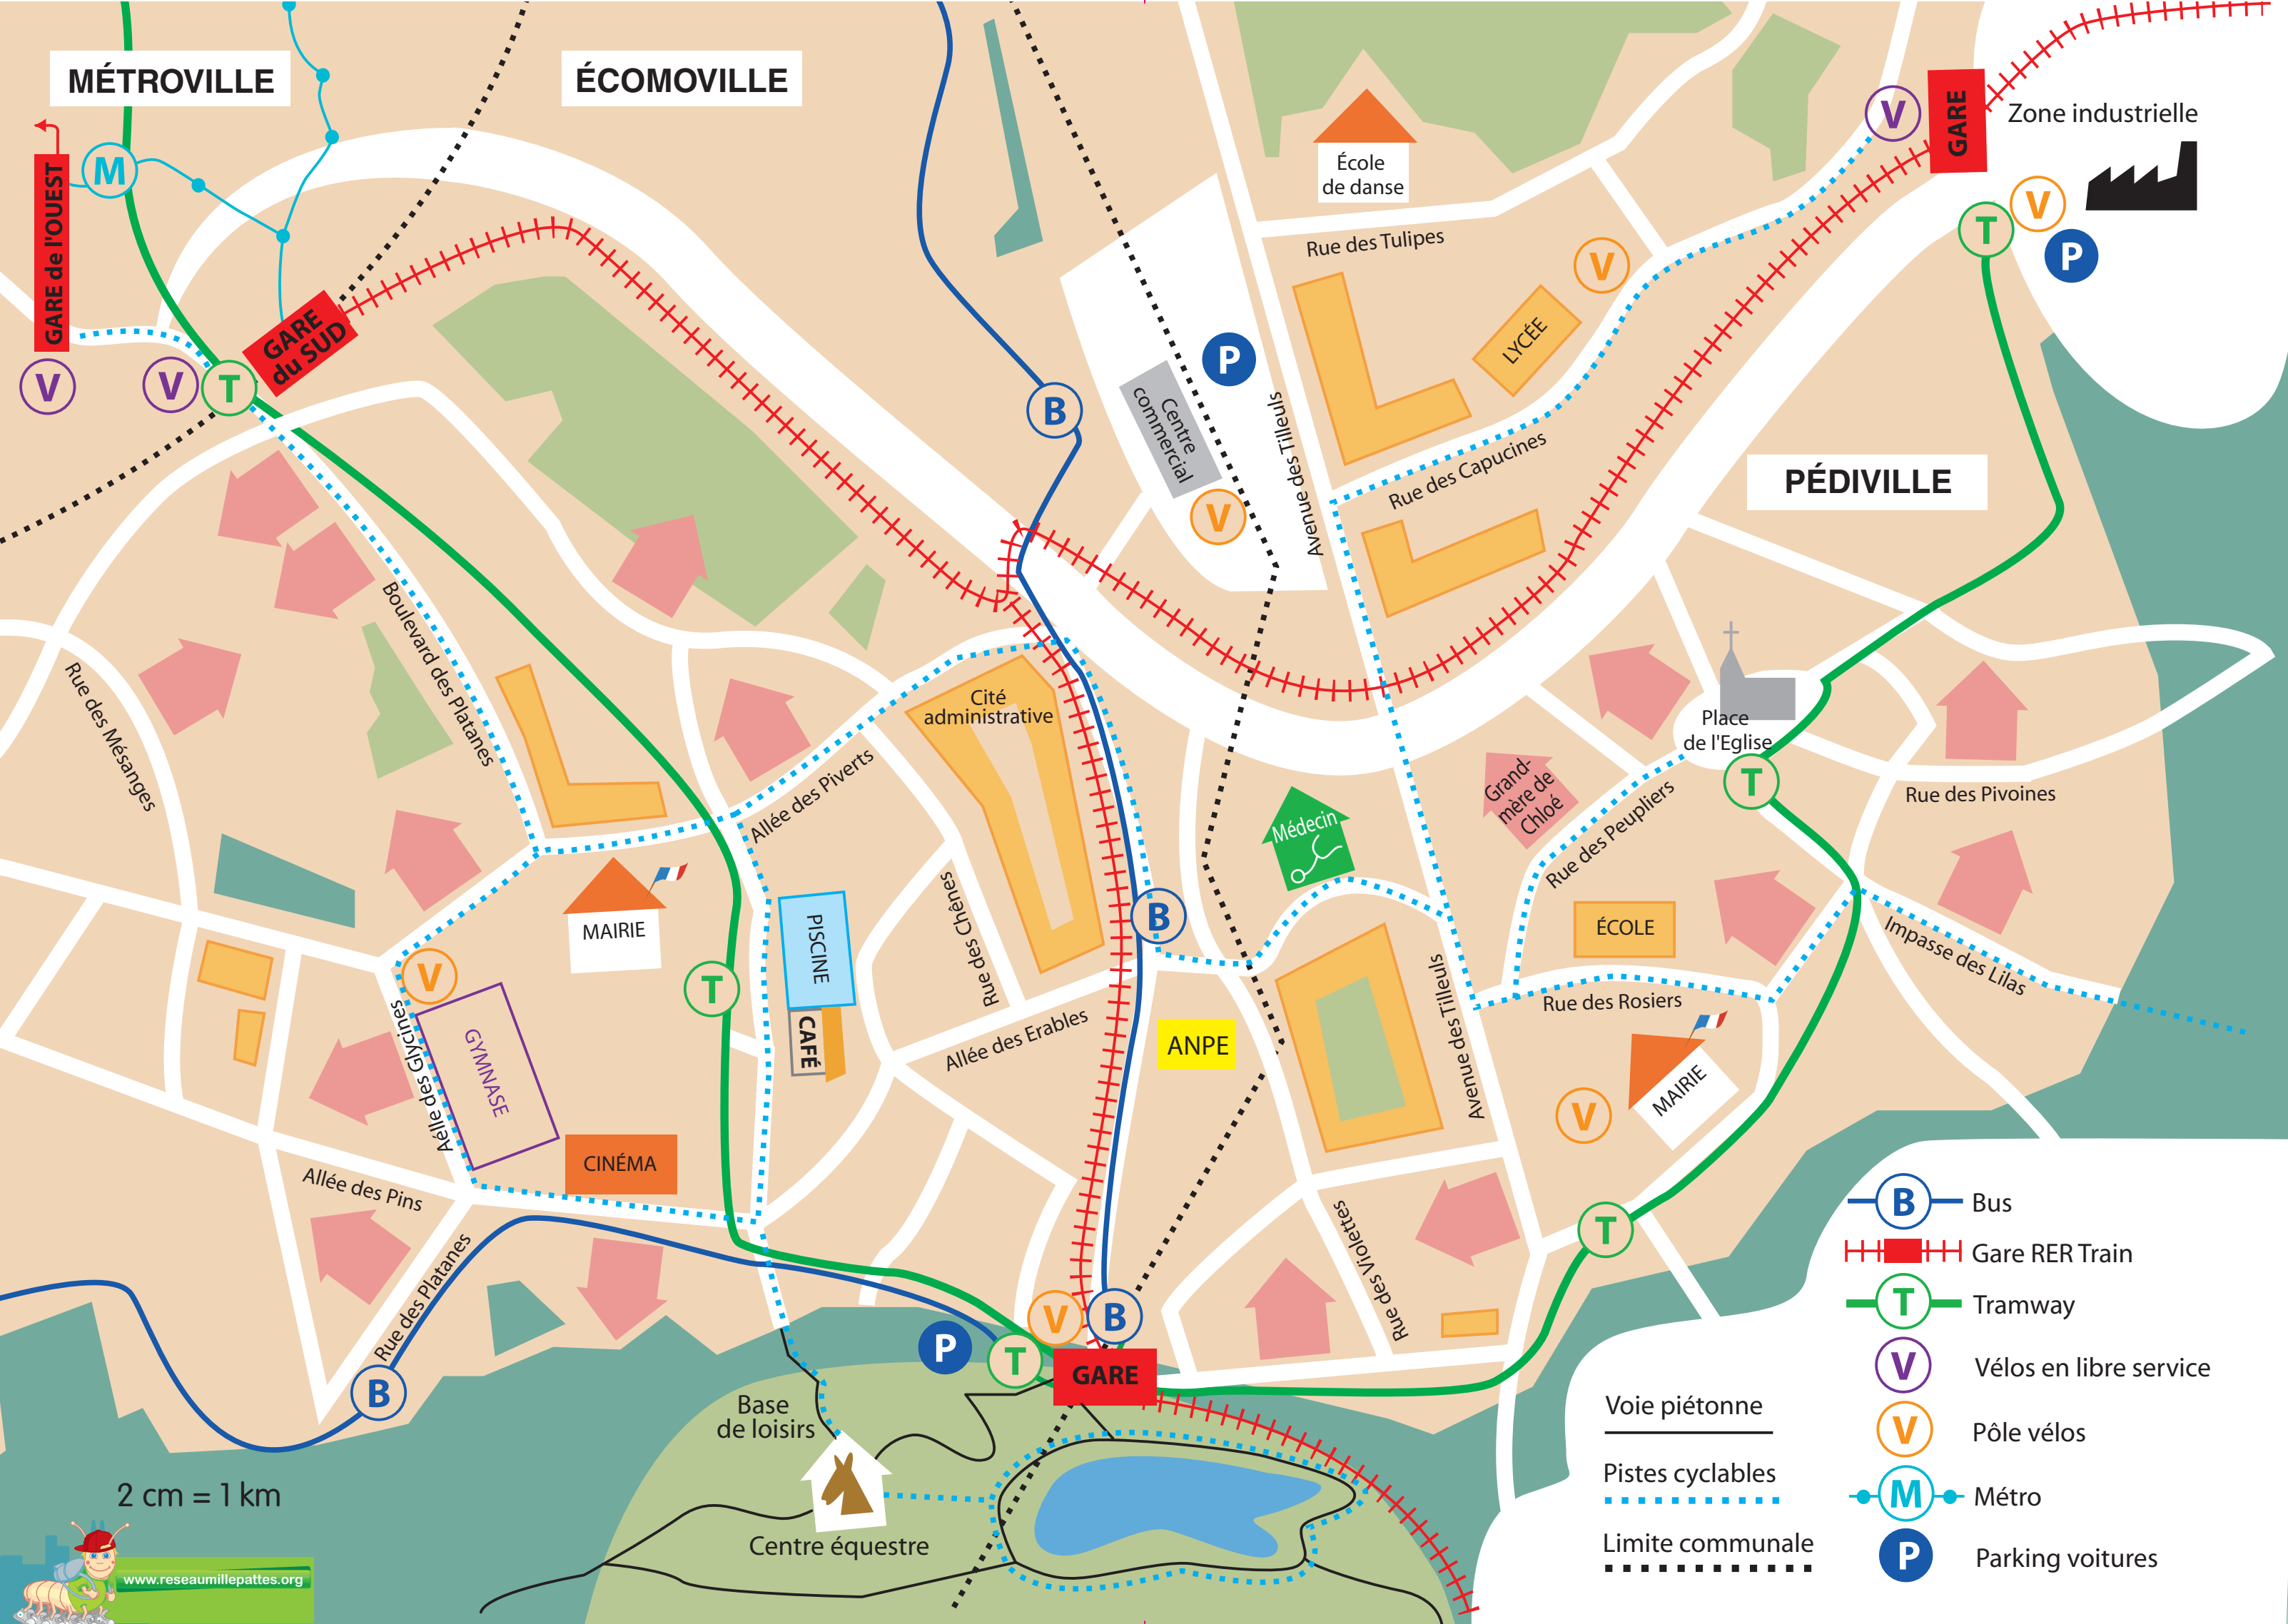 MÉTROVILLE
ÉCOMOVILLE
GARE de l'OUEST
M
V
V
T
GARE
du SUD
B
École
de danse
Rue des Tulipes
V
LYCÉE
P
Centre
commercial
V
Avenue des Tilleuls
Rue des Capucines
V
GARE
Zone industrielle
T
V
P
PÉDIVILLE
Boulevard des Platanes
Rue des Mésanges
Cité
administrative
Allée des Piverts
Rue des Chênes
Allée des Erables
MAIRIE
PISCINE
CAFÉ
T
V
GYMNASE
Aélle des Glycines
CINÉMA
Allée des Pins
Rue des Platanes
B
B
ANPE
Médecin
Grand-
mère de
Chloé
Place
de l'Eglise
T
Rue des Peupliers
Rue des Pivoines
ÉCOLE
Impasse des Lilas
Rue des Rosiers
Avenue des Tilleuls
MAIRIE
V
T
Rue des Violettes
P
T
V
B
GARE
Base
de loisirs
Centre équestre
2 cm = 1 km
www.reseaumillepattes.org
Voie piétonne
Pistes cyclables
Limite communale
B Bus
Gare RER Train
T Tramway
V Vélos en libre service
V Pôle vélos
M Métro
P Parking voitures